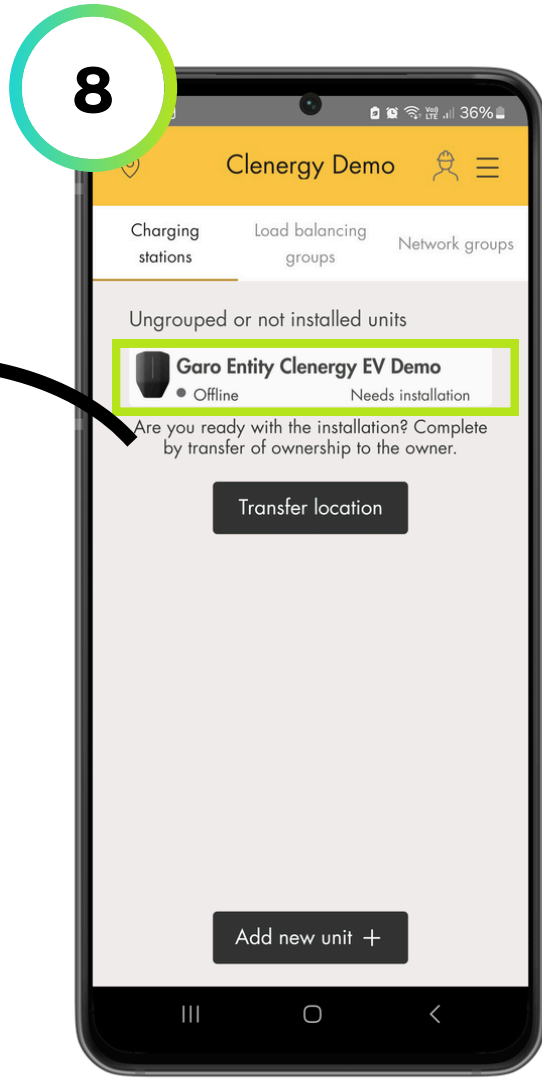 8
Vo))
LTE
36%
Clenergy Demo
Charging
stations
Load balancing
groups
Network groups
Ungrouped or not installed units
Garo Entity Clenergy EV Demo
Offline
Needs installation
Are you ready with the installation? Complete
by transfer of ownership to the owner.
Transfer location
Add new unit +